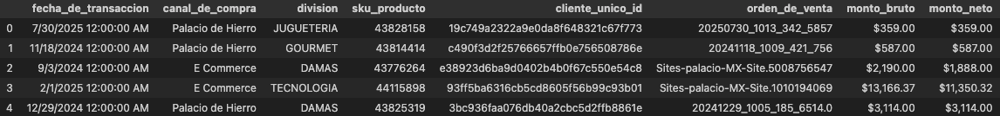 fecha_de_transaccion canal_de_compra division sku_producto cliente_unico_id orden_de_venta monto_bruto monto_neto
0 7/30/2025 12:00:00 AM Palacio de Hierro JUGUETERIA 43828158 19c749a2322a9e0da8f648321c67f773 20250730_1013_342_5857 $359.00 $359.00
1 11/18/2024 12:00:00 AM Palacio de Hierro GOURMET 43814414 c490f3d2f25766657ffb0e756508786e 20241118_1009_421_756 $587.00 $587.00
2 9/3/2024 12:00:00 AM E Commerce DAMAS 43776264 e38923d6ba9d0402b4b0f67c550e54c8 Sites-palacio-MX-Site.5008756547 $2,190.00 $1,888.00
3 2/1/2025 12:00:00 AM E Commerce TECNOLOGIA 44115898 93ff5ba6316cb5cd8605f56b99c93b01 Sites-palacio-MX-Site.1010194069 $13,166.37 $11,350.32
4 12/29/2024 12:00:00 AM Palacio de Hierro DAMAS 43825319 3bc936faa076db40a2cbc5d2ffb8861e 20241229_1005_185_6514.0 $3,114.00 $3,114.00